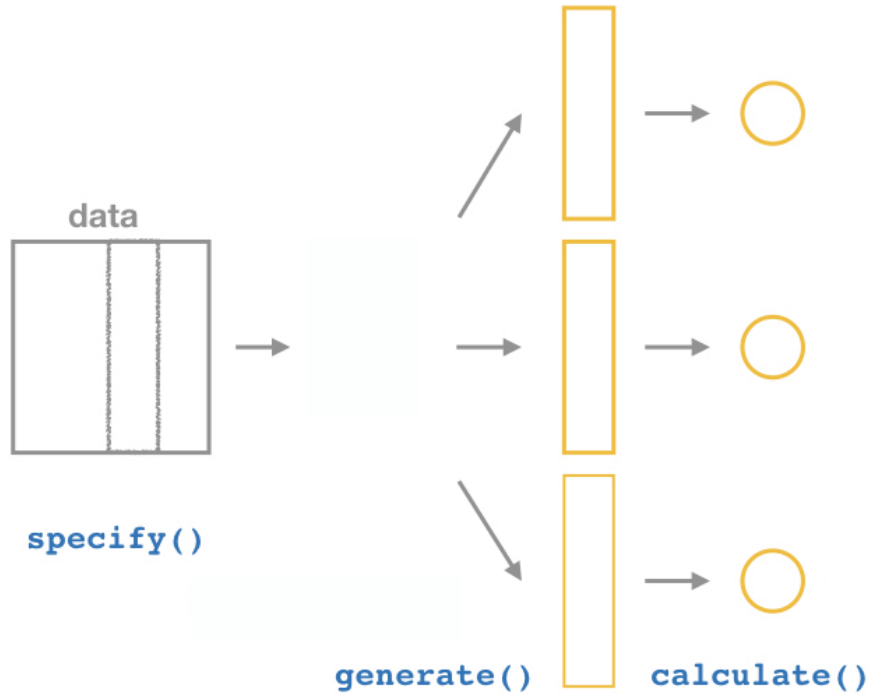 data
specify()
generate()
calculate()